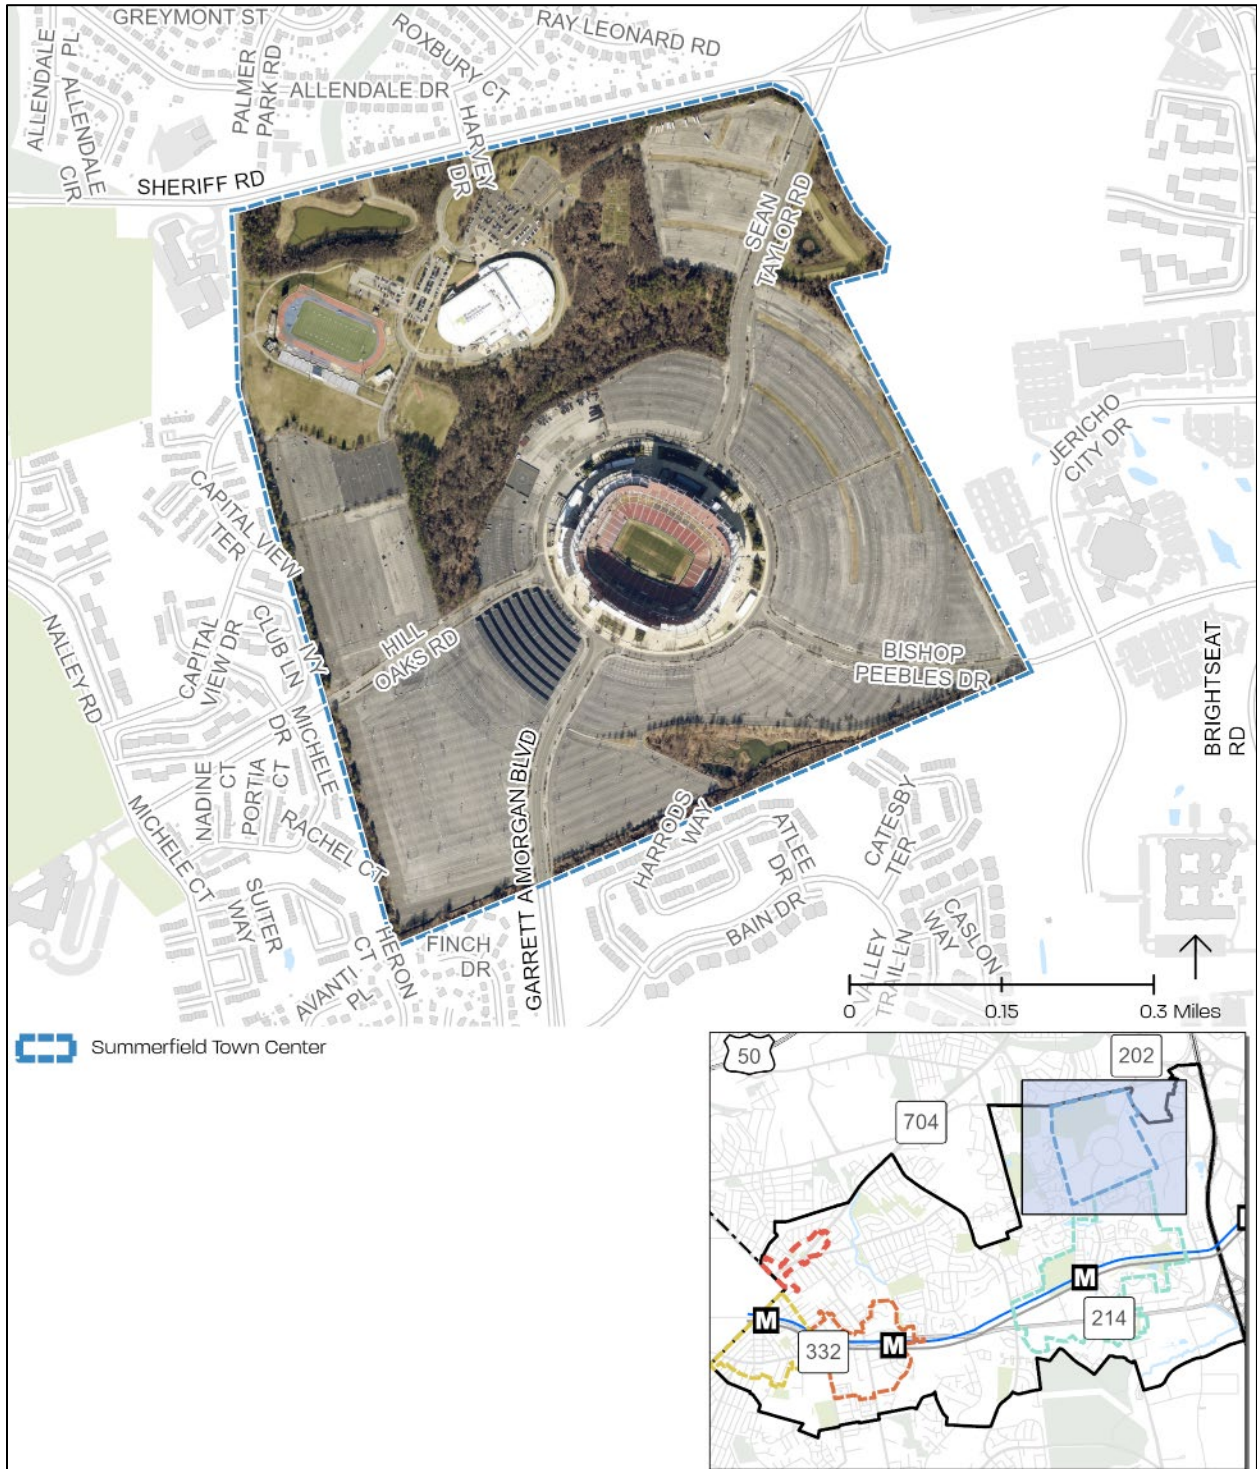 GREYMONT ST
RAY LEONARD RD
ROXBURY CT
ALLENDALE
PL
ALLENDALE
CIR
PALMER
PARK RD
ALLENDALE DR
HARVEY
DR
SHERIFF RD
SEAN
TAYLOR RD
JERICHO
CITY DR
CAPITAL VIEW
TER
NALLEY RD
CAPITAL
VIEW DR
CLUB LN
IVY
HILL
OAKS RD
BISHOP
PEEBLES DR
BRIGHTSEAT
RD
MICHELE
DR
NADINE
CT
PORTIA
CT
RACHEL CT
MICHELE CT
GARRETT A MORGAN BLVD
HARRODS
WAY
ATLEE
DR
CATESBY
TER
SUITER
WAY
BAIN DR
CASLON
WAY
VALLEY
TRAIL LN
HERON
CT
FINCH
DR
AVANTI
PL
0 0.15 0.3 Miles
Summerfield Town Center
50
202
704
M
214
M
332
M